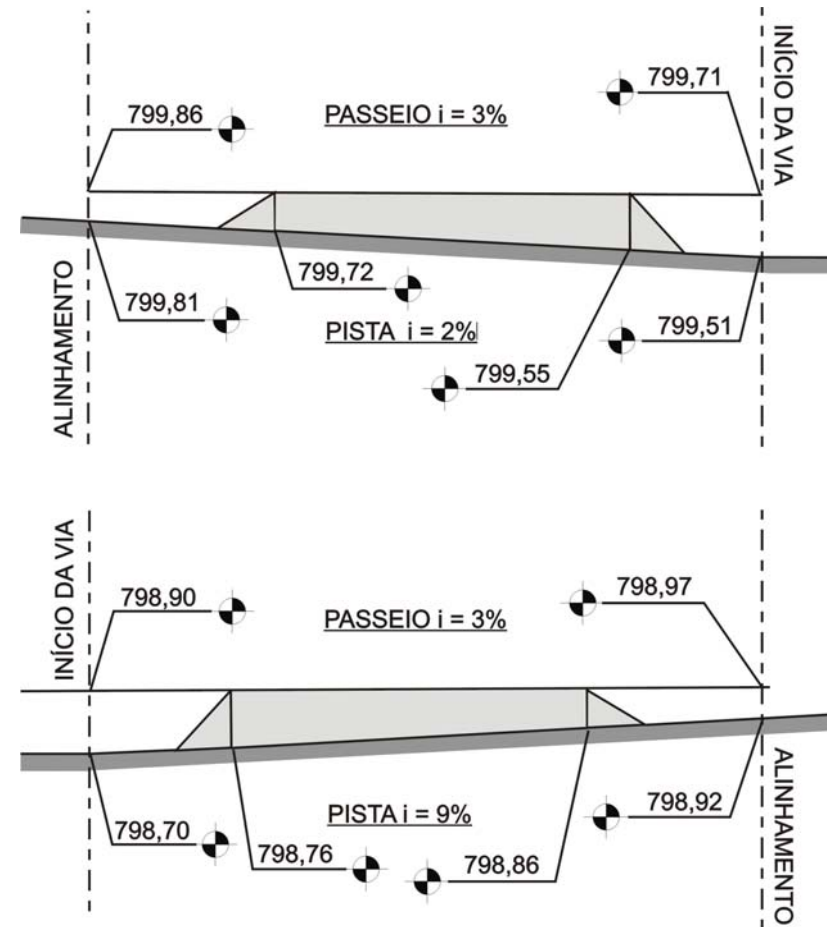 INÍCIO DA VIA
799,86
799,71
PASSEIO i = 3%
799,81
799,72
799,51
PISTA i = 2%
799,55
ALINHAMENTO
INÍCIO DA VIA
798,90
798,97
PASSEIO i = 3%
798,70
798,76
PISTA i = 9%
798,86
798,92
ALINHAMENTO